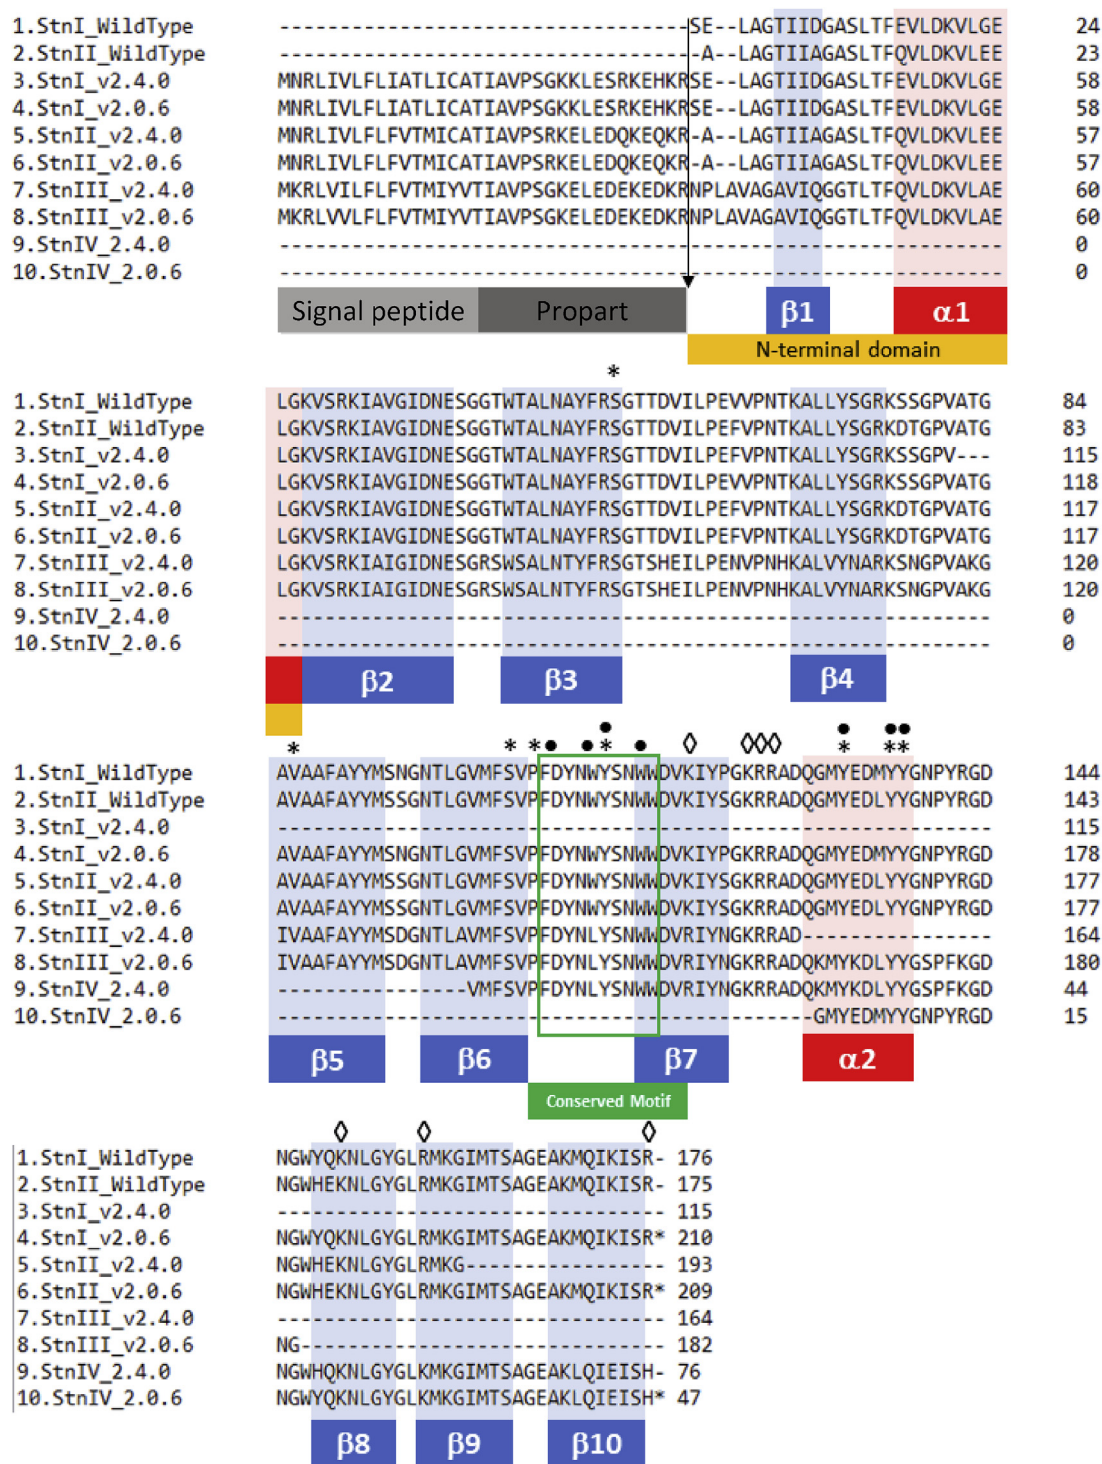 1.StnI_WildType ----------------------------------SE--LAGTIIDGASLTFEVLDKVLGE 24
2.StnII_WildType -----------------------------------A--LAGTIIAGASLTFQVLDKVLGE 23
3.StnI_v2.4.0 MNRLIVLFLIATLICATIAVPSGKKLESRKEHKRSE--LAGTIIDGASLTFEVLDKVLGE 58
4.StnI_v2.0.6 MNRLIVLFLIATLICATIAVPSGKKLESRKEHKRSE--LAGTIIDGASLTFEVLDKVLGE 58
5.StnII_v2.4.0 MNRLIVLFLFVTMICATIAVPSRKELEDQKEQKR-A--LAGTIIAGASLTFQVLDKVLEE 57
6.StnII_v2.0.6 MNRLIVLFLFVTMICATIAVPSRKELEDQKEQKR-A--LAGTIIAGASLTFQVLDKVLEE 57
7.StnIII_v2.4.0 MKRLVILFLFVTMIYVTIAVPSGKELEDEKEDKRNPLAVAGAVIQGGTLTFQVLDKVLAE 60
8.StnIII_v2.0.6 MKRLVVLFLFVTMIYVTIAVPSGKELEDEKEDKRNPLAVAGAVIQGGTLTFQVLDKVLAE 60
9.StnIV_2.4.0 ------------------------------------------------------------ 0
10.StnIV_2.0.6 ------------------------------------------------------------ 0
Signal peptide Propart β1 α1
N-terminal domain
*
1.StnI_WildType LGKVSRKIAVGIDNESGGTWTALNAYFRSGTTDVILPEVVPNTKALLYSGRKSSGPVATG 84
2.StnII_WildType LGKVSRKIAVGIDNESGGTWTALNAYFRSGTTDVILPEFVPNTKALLYSGRKDTGPVATG 83
3.StnI_v2.4.0 LGKVSRKIAVGIDNESGGTWTALNAYFRSGTTDVILPEFVPNTKALLYSGRKSSGPV--- 115
4.StnI_v2.0.6 LGKVSRKIAVGIDNESGGTWTALNAYFRSGTTDVILPEFVPNTKALLYSGRKSSGPVATG 118
5.StnII_v2.4.0 LGKVSRKIAVGIDNESGGTWTALNAYFRSGTTDVILPEFVPNTKALLYSGRKDTGPVATG 117
6.StnII_v2.0.6 LGKVSRKIAVGIDNESGGTWTALNAYFRSGTTDVILPEFVPNTKALLYSGRKDTGPVATG 117
7.StnIII_v2.4.0 LGKVSRKIAIGIDNESGRSWSALNTYFRSGTSHEILPENVPNHKALVYNARKSNGPVAKG 120
8.StnIII_v2.0.6 LGKVSRKIAIGIDNESGRSWSALNTYFRSGTSHEILPENVPNHKALVYNARKSNGPVAKG 120
9.StnIV_2.4.0 ------------------------------------------------------------ 0
10.StnIV_2.0.6 ------------------------------------------------------------ 0
β2 β3 β4
● ● ●●
* * *● ●* ● ◊ ◊◊◊ * **
1.StnI_WildType AVAAFAYYMSNGNTLGVMFSVPFDYNWYSNWWDVKIYPGKRRADQGMYEDMYYGNPYRGD 144
2.StnII_WildType AVAAFAYYMSSGNTLGVMFSVPFDYNWYSNWWDVKIYSGKRRADQGMYEDLYYGNPYRGD 143
3.StnI_v2.4.0 ------------------------------------------------------------ 115
4.StnI_v2.0.6 AVAAFAYYMSNGNTLGVMFSVPFDYNWYSNWWDVKIYPGKRRADQGMYEDMYYGNPYRGD 178
5.StnII_v2.4.0 AVAAFAYYMSSGNTLGVMFSVPFDYNWYSNWWDVKIYSGKRRADQGMYEDLYYGNPYRGD 177
6.StnII_v2.0.6 AVAAFAYYMSSGNTLGVMFSVPFDYNWYSNWWDVKIYSGKRRADQGMYEDLYYGNPYRGD 177
7.StnIII_v2.4.0 IVAAFAYYMSDGNTLAVMFSVPFDYNLYSNWWDVRIYNGKRRAD---------------- 164
8.StnIII_v2.0.6 IVAAFAYYMSDGNTLAVMFSVPFDYNLYSNWWDVRIYNGKRRADQKMYKDLYYGSPFKGD 180
9.StnIV_2.4.0 ----------------VMFSVPFDYNLYSNWWDVRIYNGKRRADQKMYKDLYYGSPFKGD 44
10.StnIV_2.0.6 ---------------------------------------------GMYEDMYYGNPYRGD 15
β5 β6 β7 α2
Conserved Motif
◊ ◊ ◊
1.StnI_WildType NGWYQKNLGYGLRMKGIMTSAGEAKMQIKISR- 176
2.StnII_WildType NGWHEKNLGYGLRMKGIMTSAGEAKMQIKISR- 175
3.StnI_v2.4.0 --------------------------------- 115
4.StnI_v2.0.6 NGWYQKNLGYGLRMKGIMTSAGEAKMQIKISR* 210
5.StnII_v2.4.0 NGWHEKNLGYGLRMKG----------------- 193
6.StnII_v2.0.6 NGWHEKNLGYGLRMKGIMTSAGEAKMQIKISR* 209
7.StnIII_v2.4.0 --------------------------------- 164
8.StnIII_v2.0.6 NG------------------------------- 182
9.StnIV_2.4.0 NGWHQKNLGYGLKMKGIMTSAGEAKLQIEISH- 76
10.StnIV_2.0.6 NGWYQKNLGYGLKMKGIMTSAGEAKLQIEISH* 47
β8 β9 β10